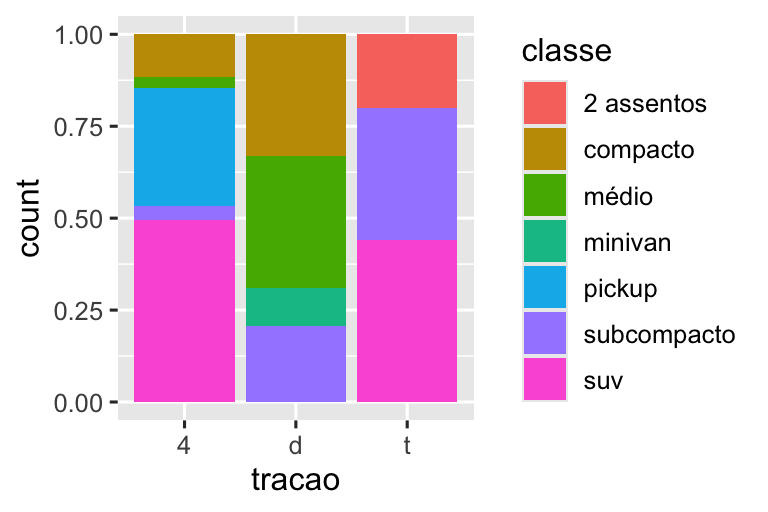 1.00
0.75
0.50
0.25
0.00
count
4
d
t
tracao
classe
2 assentos
compacto
médio
minivan
pickup
subcompacto
suv